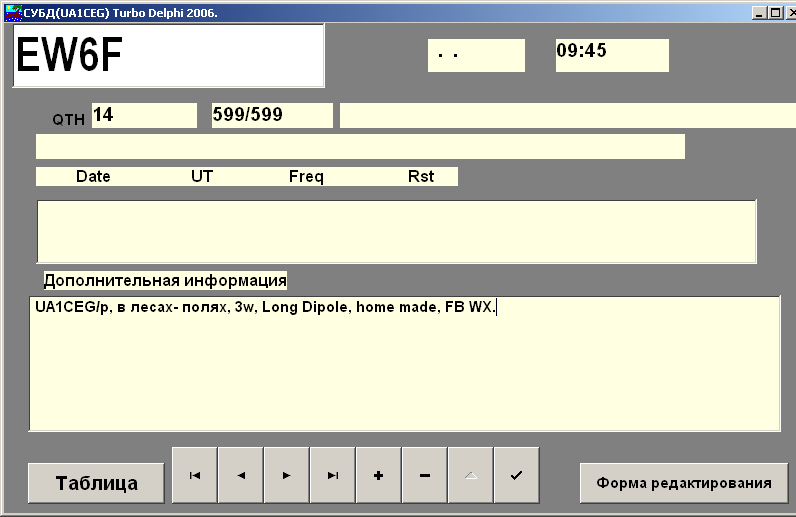 СУБД(UA1CEG) Turbo Delphi 2006.
EW6F
. .
09:45
QTH 14 599/599
Date UT Freq Rst
Дополнительная информация
UA1CEG/p, в лесах- полях, 3w, Long Dipole, home made, FB WX.
Таблица
Форма редактирования